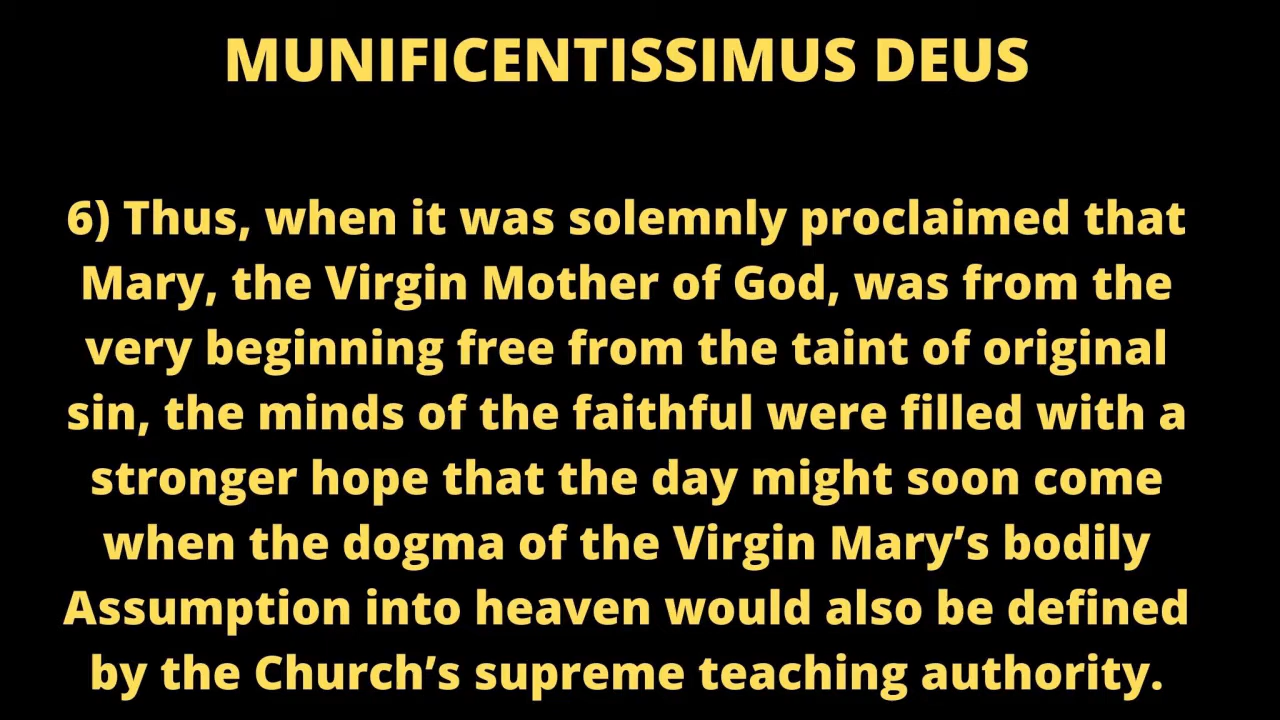 MUNIFICENTISSIMUS DEUS
6) Thus, when it was solemnly proclaimed that
Mary, the Virgin Mother of God, was from the
very beginning free from the taint of original
sin, the minds of the faithful were filled with a
stronger hope that the day might soon come
when the dogma of the Virgin Mary’s bodily
Assumption into heaven would also be defined
by the Church’s supreme teaching authority.